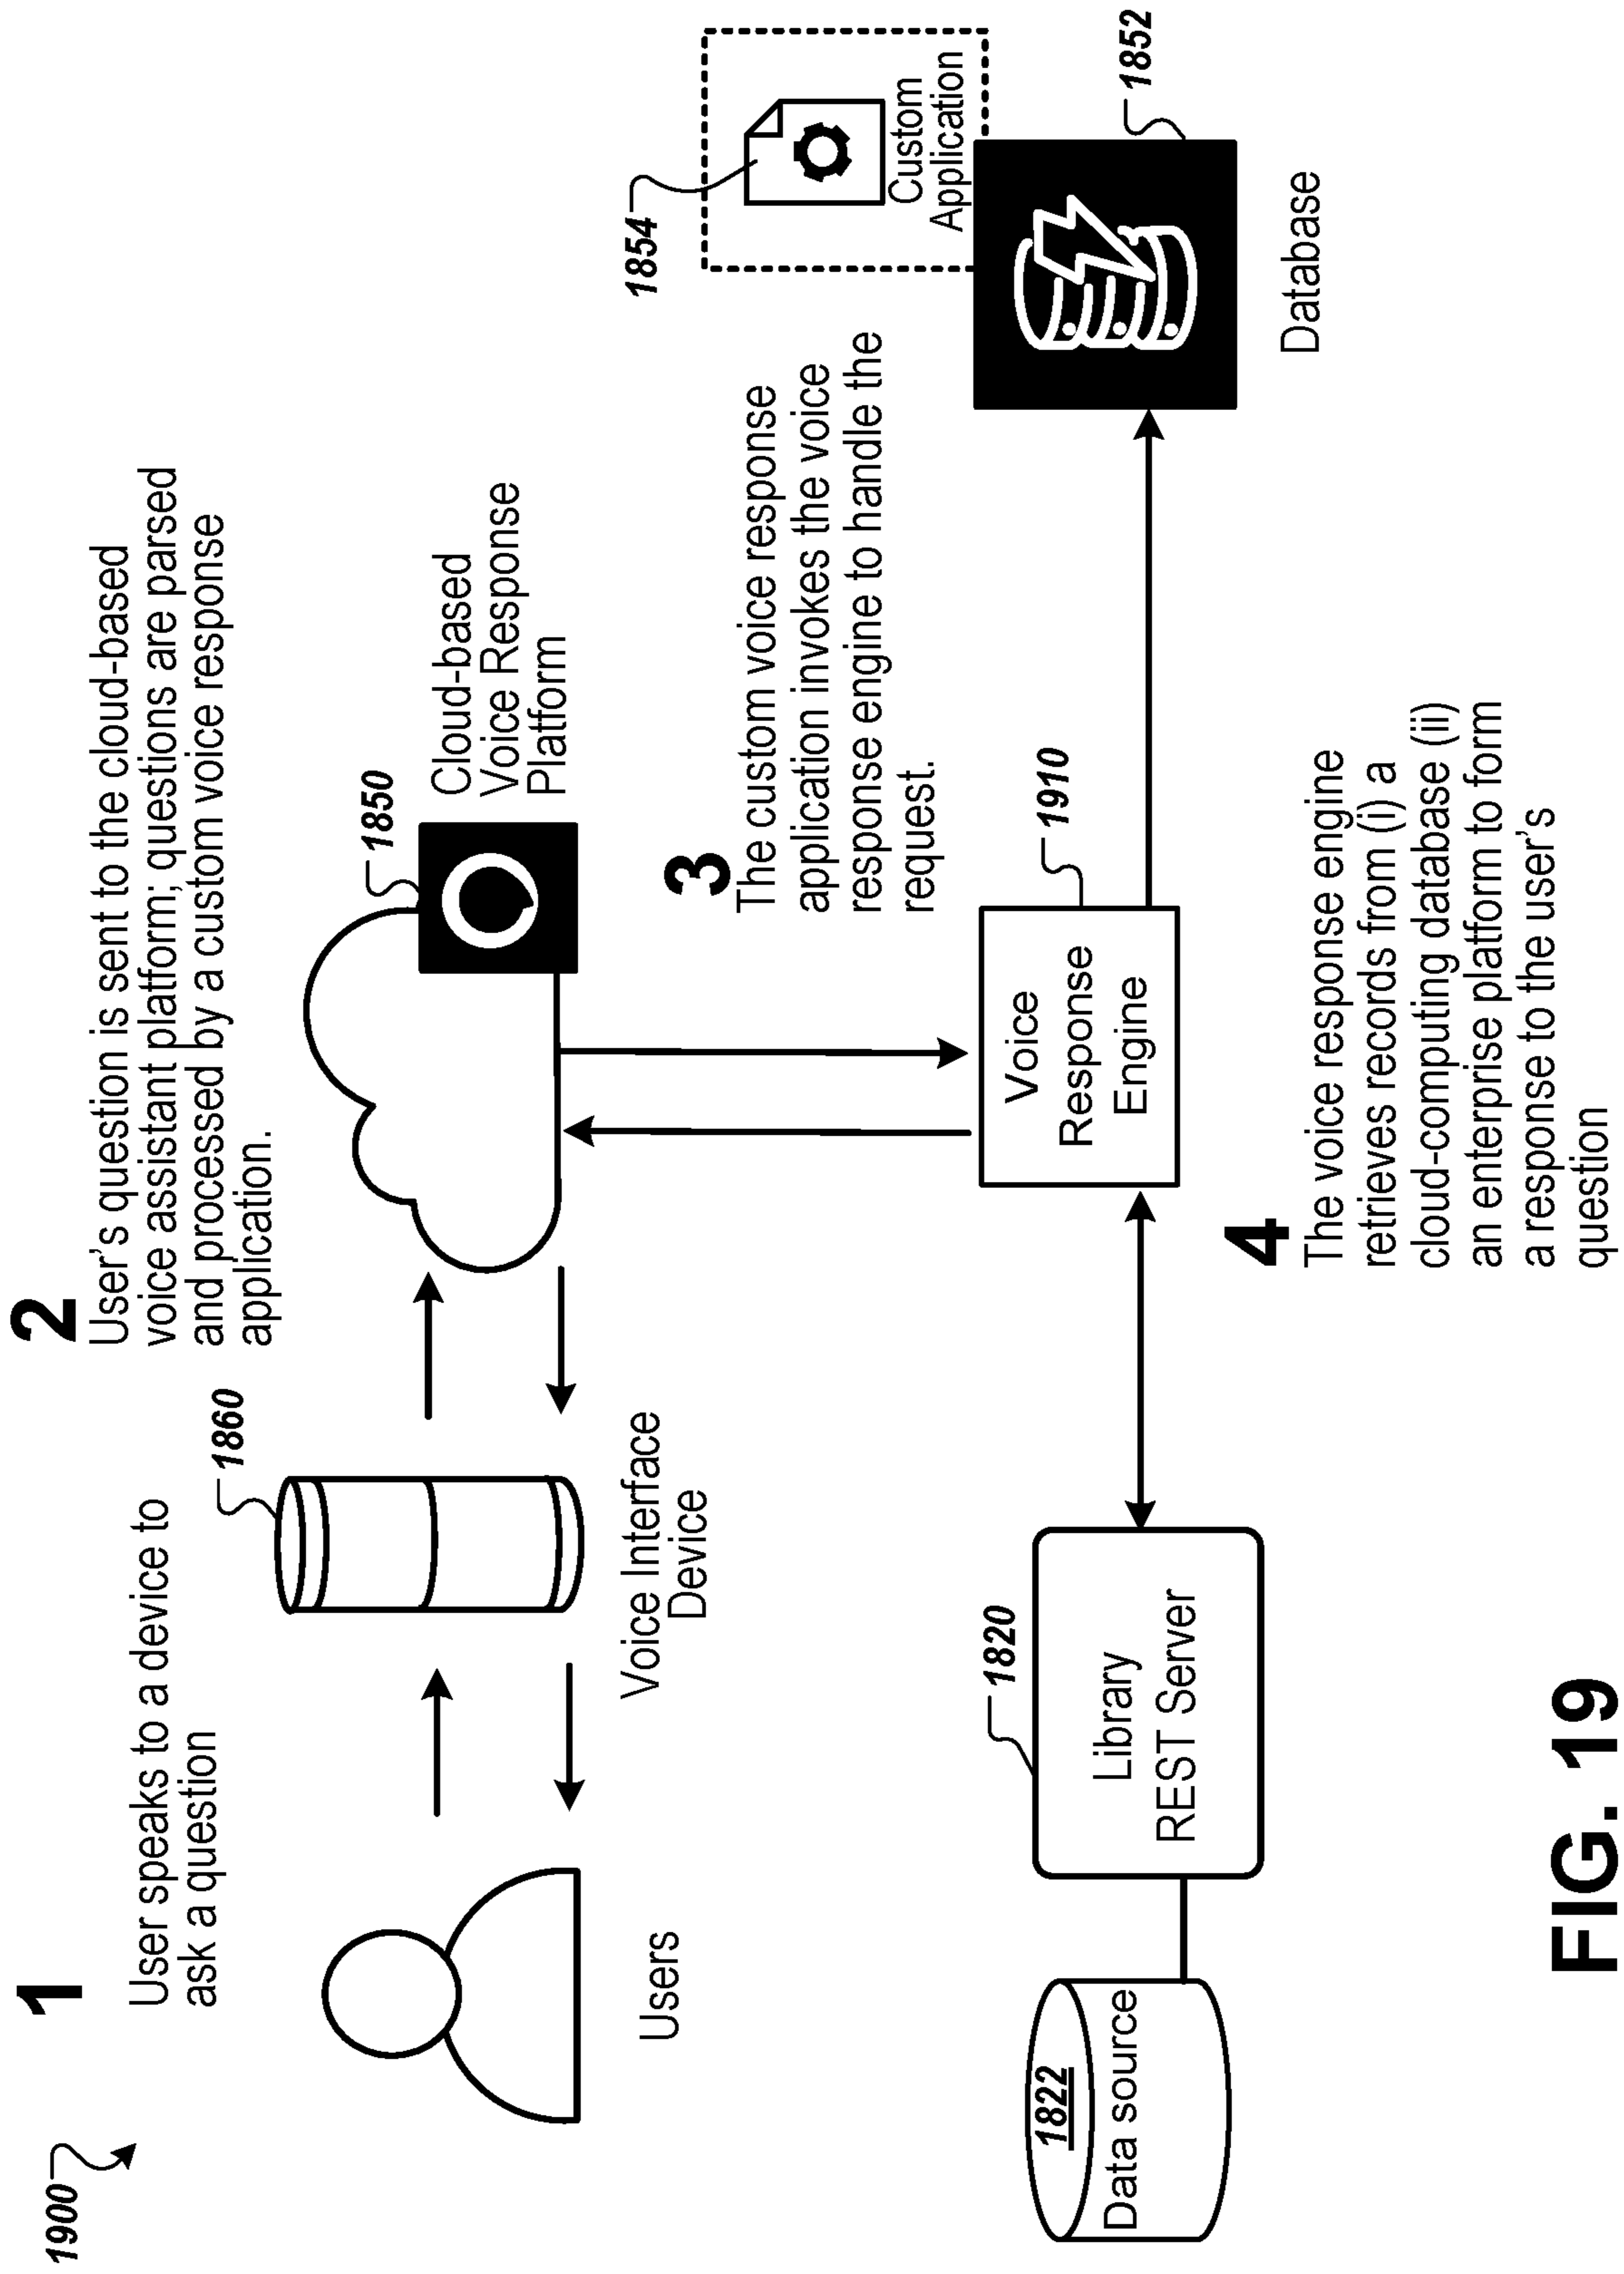 1900
1
User speaks to a device to
ask a question
2
User's question is sent to the cloud-based
voice assistant platform; questions are parsed
and processed by a custom voice response
application.
1860
1850
Cloud-based
Voice Response
Platform
Users
Voice Interface
Device
3
The custom voice response
application invokes the voice
response engine to handle the
request.
1854
Custom
Application
1822
Data source
1820
Library
REST Server
Voice
Response
Engine
1910
1852
Database
4
The voice response engine
retrieves records from (i) a
cloud-computing database (ii)
an enterprise platform to form
a response to the user's
question
FIG. 19